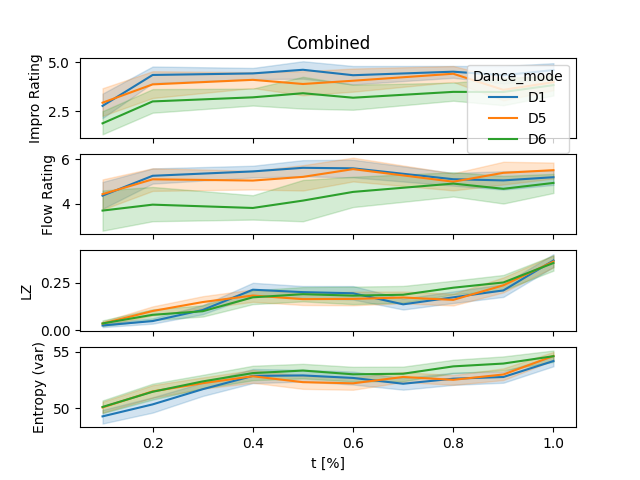 Combined
Impro Rating
5.0
2.5
Dance_mode
D1
D5
D6
Flow Rating
6
4
LZ
0.25
0.00
Entropy (var)
55
50
0.2 0.4 0.6 0.8 1.0
t [%]